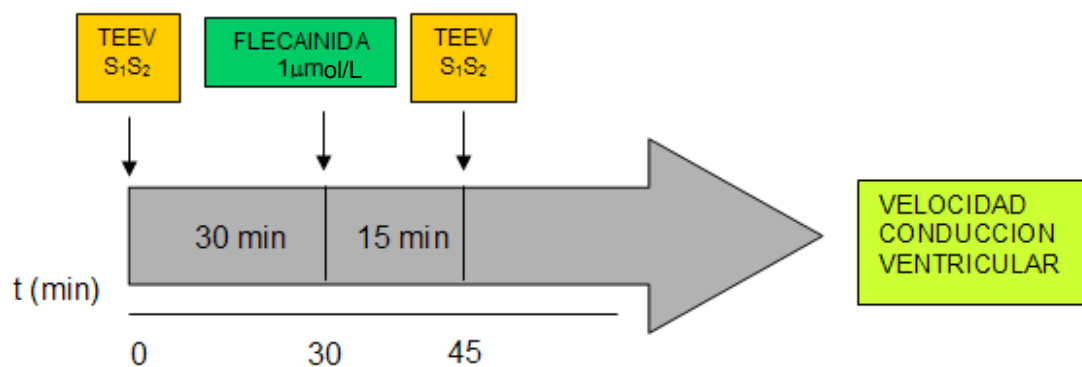 TEEV
S₁S₂
FLECAINIDA
1μmol/L
TEEV
S₁S₂
30 min
15 min
VELOCIDAD
CONDUCCION
VENTRICULAR
t (min)
0
30
45